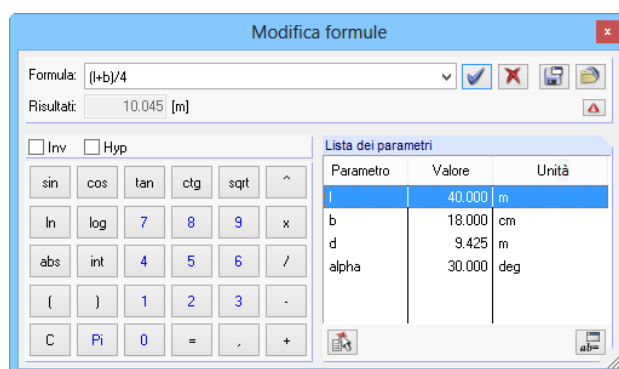 Modifica formule
x
Formula: (l+b)/4
Risultati: 10.045 [m]
Inv Hyp
sin cos tan ctg sqrt ^
ln log 7 8 9 x
abs int 4 5 6 /
( ) 1 2 3 -
C Pi 0 = , +
Lista dei parametri
Parametro Valore Unità
l 40.000 m
b 18.000 cm
d 9.425 m
alpha 30.000 deg
ab=